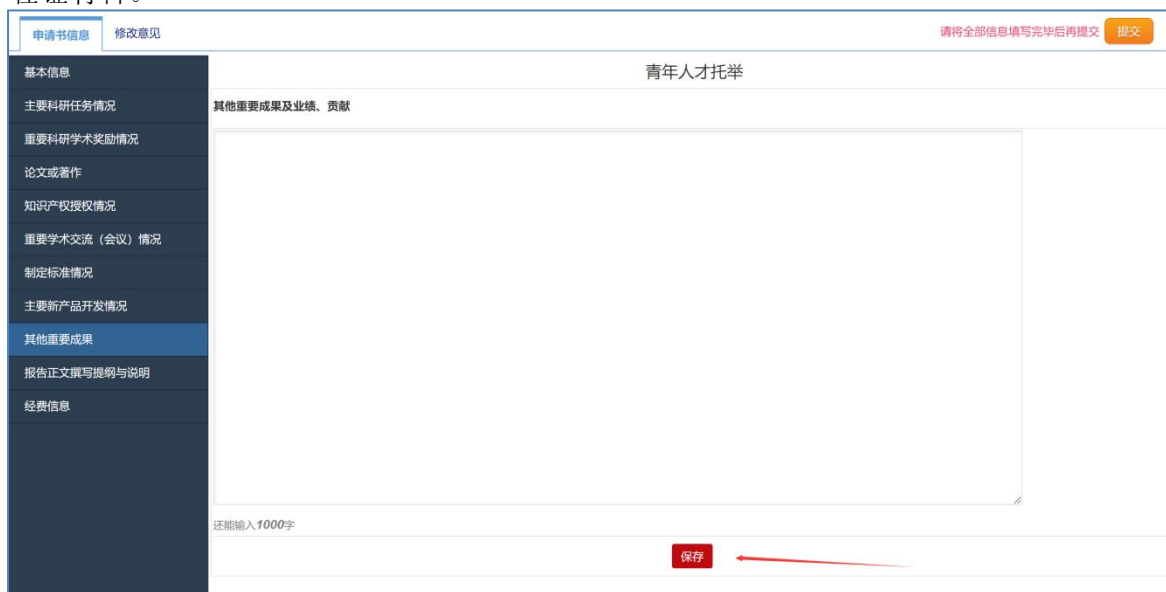 申请书信息 修改意见 请将全部信息填写完毕后再提交 提交
基本信息
青年人才托举
主要科研任务情况
其他重要成果及业绩、贡献
重要科研学术奖励情况
论文或著作
知识产权授权情况
重要学术交流（会议）情况
制定标准情况
主要新产品开发情况
其他重要成果
报告正文撰写提纲与说明
经费信息
还能输入1000字
保存